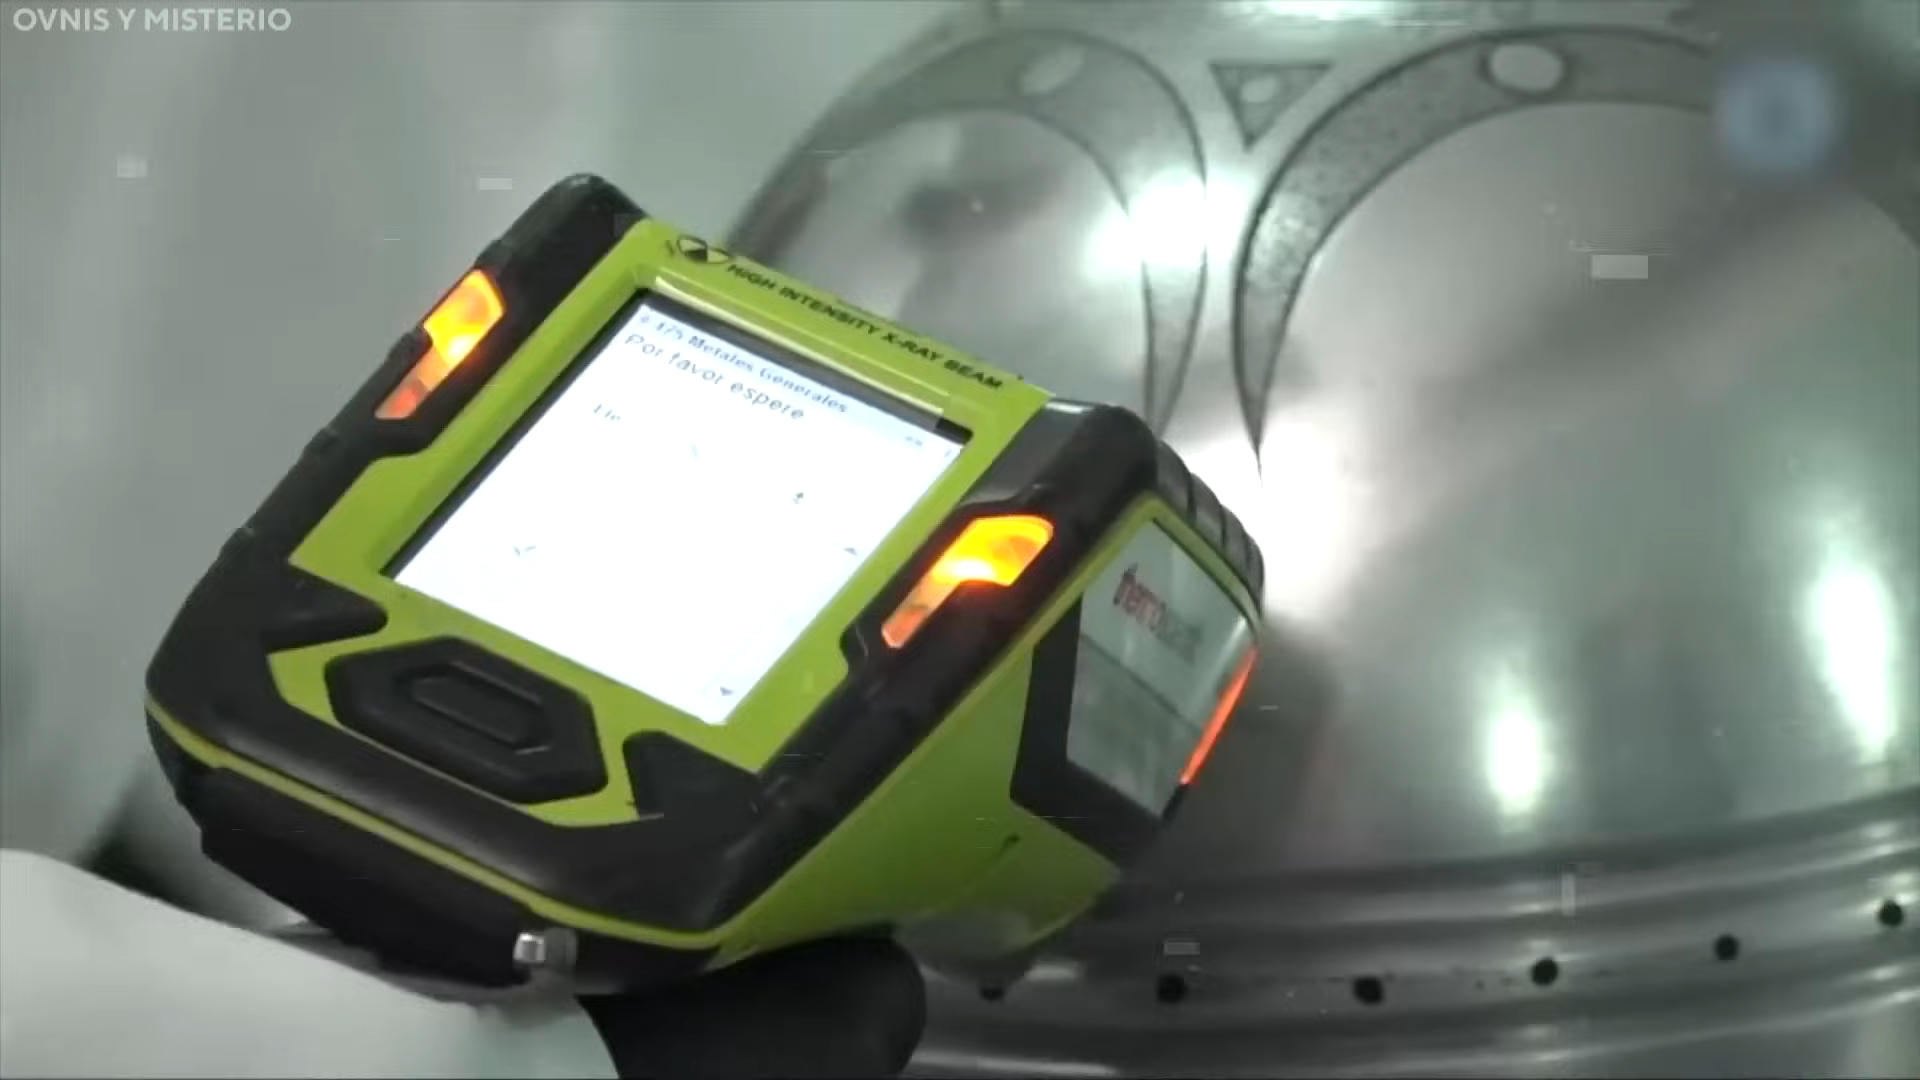 OVNIS Y MISTERIO
HIGH INTENSITY X-RAY BEAM
Metales Generales
Por favor espere
thermo